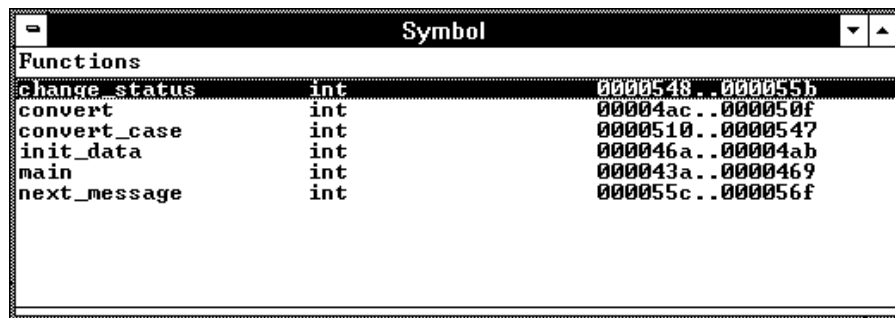 Symbol
Functions
change_status int 0000548..000055b
convert int 00004ac..000050f
convert_case int 0000510..0000547
init_data int 000046a..00004ab
main int 000043a..0000469
next_message int 000055c..000056f